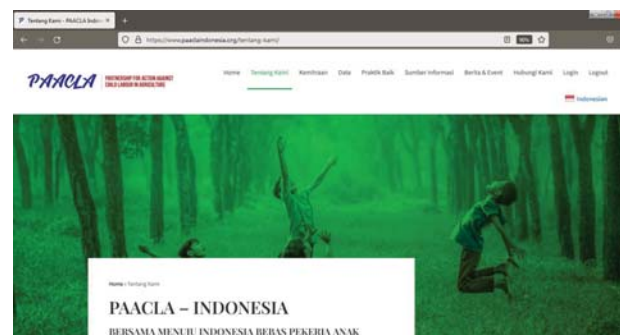 Tentang Kami - PAACLA Indon
https://www.paaclaindonesia.org/tentang-kami/
90%
PAACLA
PARTNERSHIP FOR ACTION AGAINST
CHILD LABOUR IN AGRICULTURE
Home Tentang Kami Kemitraan Data Praktik Baik Sumber Informasi Berita & Event Hubungi Kami Login Logout
Indonesian
Home › Tentang Kami
PAACLA – INDONESIA
BERSAMA MENUJU INDONESIA BEBAS PEKERJA ANAK